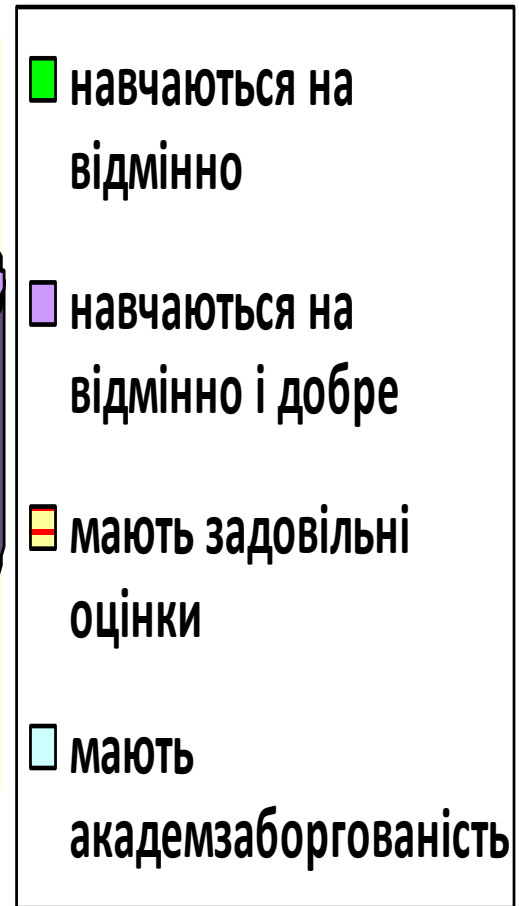 навчаються на
відмінно
навчаються на
відмінно і добре
мають задовільні
оцінки
мають
академзаборгованість